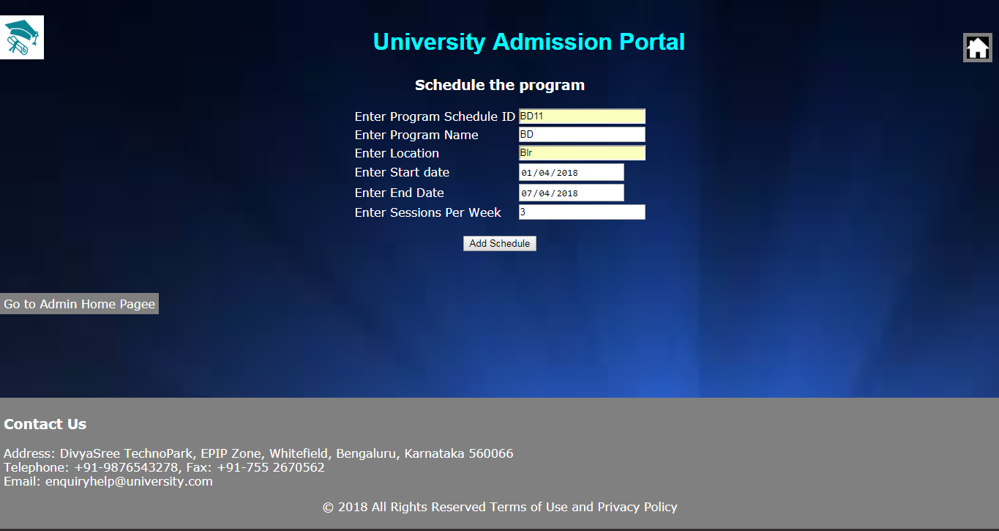 University Admission Portal
Schedule the program
Enter Program Schedule ID BD11
Enter Program Name BD
Enter Location Blr
Enter Start date 01/04/2018
Enter End Date 07/04/2018
Enter Sessions Per Week 3
Add Schedule
Go to Admin Home Pagee
Contact Us
Address: DivyaSree TechnoPark, EPIP Zone, Whitefield, Bengaluru, Karnataka 560066
Telephone: +91-9876543278, Fax: +91-755 2670562
Email: enquiryhelp@university.com
© 2018 All Rights Reserved Terms of Use and Privacy Policy